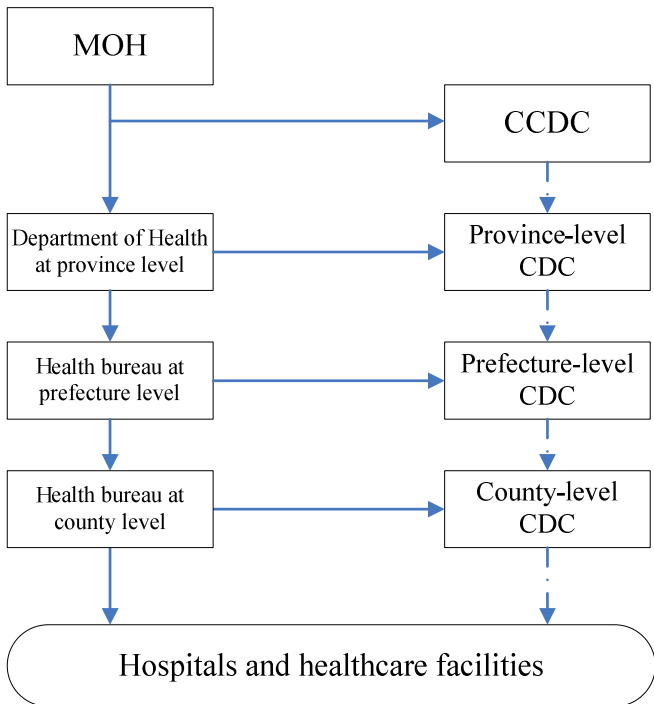 MOH
CCDC
Department of Health
at province level
Province-level
CDC
Health bureau at
prefecture level
Prefecture-level
CDC
Health bureau at
county level
County-level
CDC
Hospitals and healthcare facilities